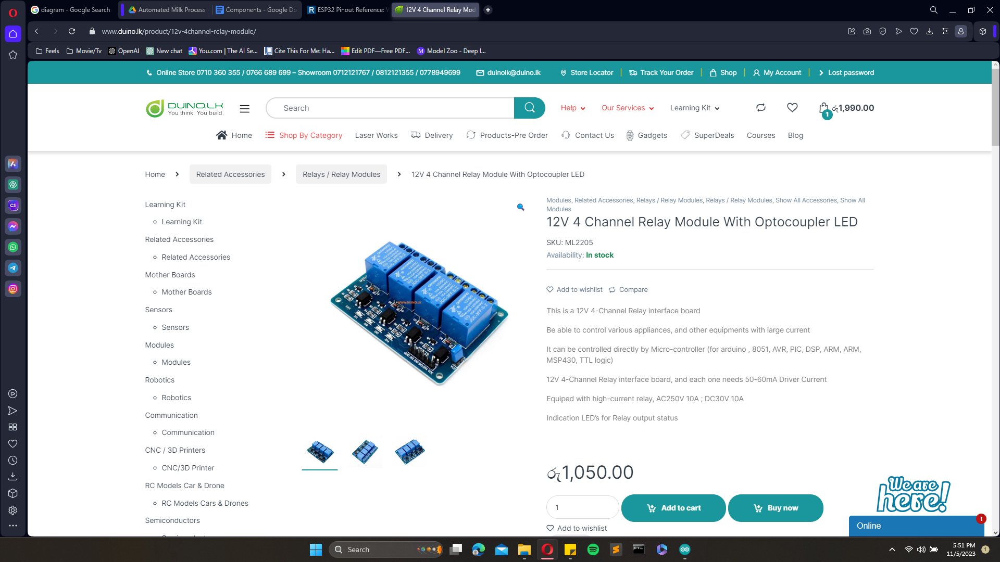 diagram - Google Search
Automated Milk Process -
Components - Google Do
ESP32 Pinout Reference: W
12V 4 Channel Relay Mod
www.duino.lk/product/12v-4channel-relay-module/
Feels
Movie/Tv
OpenAI
New chat
You.com | The AI Se...
Cite This For Me: Ha...
Edit PDF—Free PDF...
Model Zoo - Deep l...
Online Store 0710 360 355 / 0766 689 699 – Showroom 0712121767 / 0812121355 / 0778949699
duinolk@duino.lk
Store Locator
Track Your Order
Shop
My Account
Lost password
DUINO.LK
You think. You build.
Search
Help
Our Services
Learning Kit
1
රු1,990.00
Home
Shop By Category
Laser Works
Delivery
Products-Pre Order
Contact Us
Gadgets
SuperDeals
Courses
Blog
Home
Related Accessories
Relays / Relay Modules
12V 4 Channel Relay Module With Optocoupler LED
Learning Kit
Learning Kit
Related Accessories
Related Accessories
Mother Boards
Mother Boards
Sensors
Sensors
Modules
Modules
Robotics
Robotics
Communication
Communication
CNC / 3D Printers
CNC/3D Printer
RC Models Car & Drone
RC Models Cars & Drones
Semiconductors
WWW.DUINO.LK
Modules, Related Accessories, Relays / Relay Modules, Relays / Relay Modules, Show All Accessories, Show All
Modules
12V 4 Channel Relay Module With Optocoupler LED
SKU: ML2205
Availability: In stock
Add to wishlist
Compare
This is a 12V 4-Channel Relay interface board
Be able to control various appliances, and other equipments with large current
It can be controlled directly by Micro-controller (for arduino , 8051, AVR, PIC, DSP, ARM, ARM,
MSP430, TTL logic)
12V 4-Channel Relay interface board, and each one needs 50-60mA Driver Current
Equiped with high-current relay, AC250V 10A ; DC30V 10A
Indication LED's for Relay output status
රු1,050.00
1
Add to cart
Buy now
Add to wishlist
We are
here!
Online
1
Search
5:51 PM
11/5/2023
1